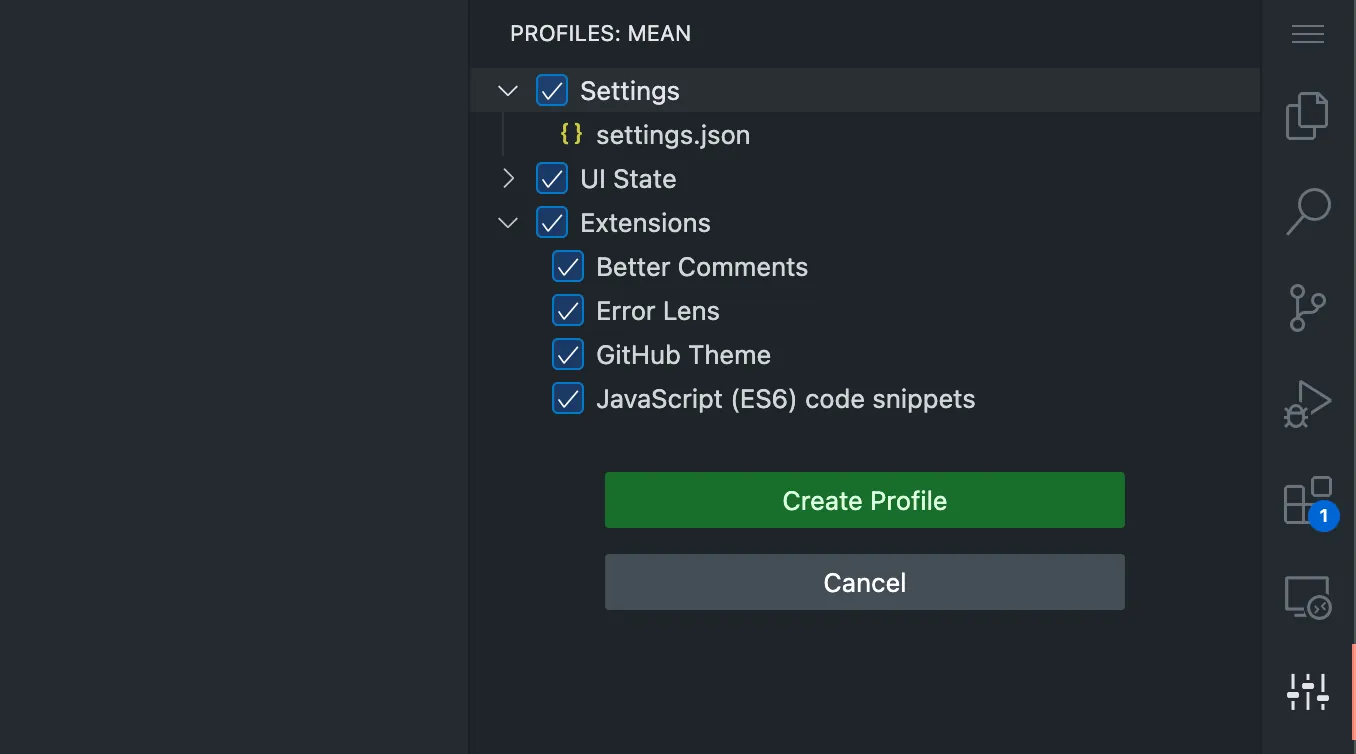 PROFILES: MEAN
Settings
{} settings.json
UI State
Extensions
Better Comments
Error Lens
GitHub Theme
JavaScript (ES6) code snippets
Create Profile
Cancel
1